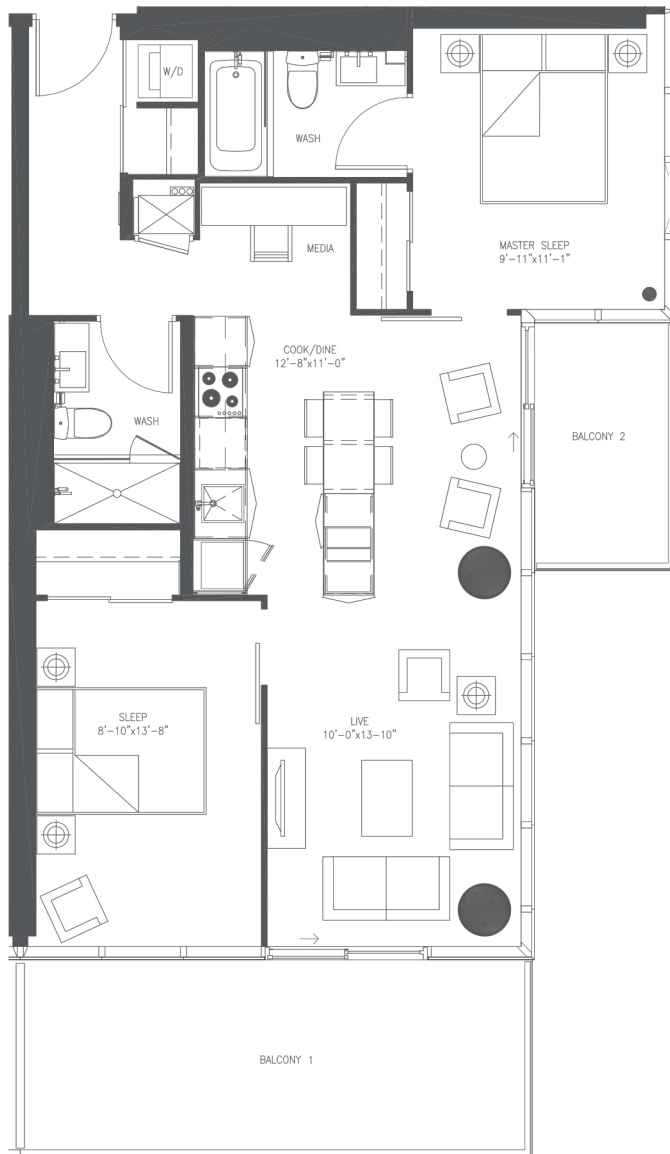 W/D
WASH
MEDIA
MASTER SLEEP
9'-11"x11'-1"
COOK/DINE
12'-8"x11'-0"
WASH
BALCONY 2
SLEEP
8'-10"x13'-8"
LIVE
10'-0"x13-10"
BALCONY 1